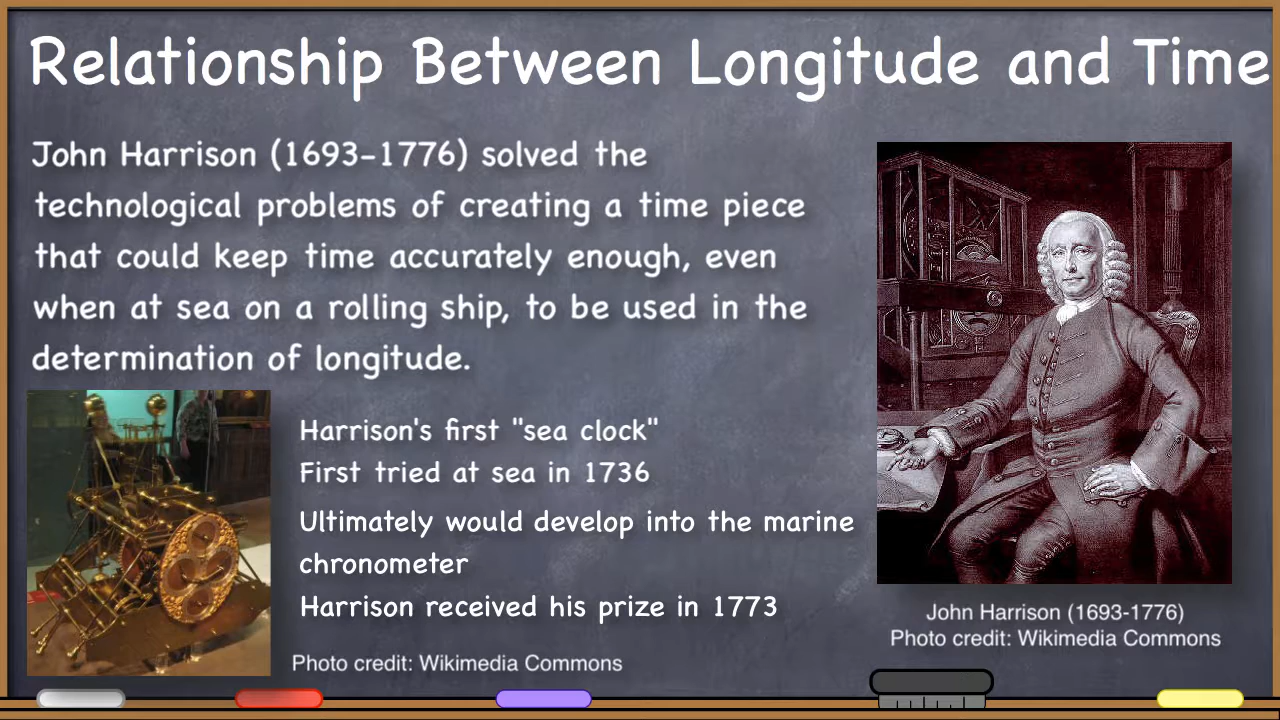 Relationship Between Longitude and Time
John Harrison (1693-1776) solved the
technological problems of creating a time piece
that could keep time accurately enough, even
when at sea on a rolling ship, to be used in the
determination of longitude.
Harrison's first "sea clock"
First tried at sea in 1736
Ultimately would develop into the marine
chronometer
Harrison received his prize in 1773
Photo credit: Wikimedia Commons
John Harrison (1693-1776)
Photo credit: Wikimedia Commons